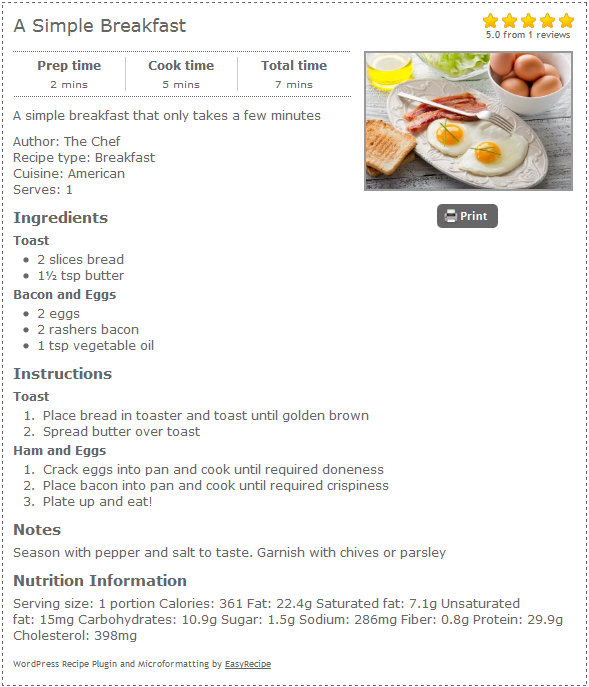 A Simple Breakfast
5.0 from 1 reviews
Prep time Cook time Total time
2 mins 5 mins 7 mins
A simple breakfast that only takes a few minutes
Author: The Chef
Recipe type: Breakfast
Cuisine: American
Serves: 1
Print
Ingredients
Toast
• 2 slices bread
• 1½ tsp butter
Bacon and Eggs
• 2 eggs
• 2 rashers bacon
• 1 tsp vegetable oil
Instructions
Toast
1. Place bread in toaster and toast until golden brown
2. Spread butter over toast
Ham and Eggs
1. Crack eggs into pan and cook until required doneness
2. Place bacon into pan and cook until required crispiness
3. Plate up and eat!
Notes
Season with pepper and salt to taste. Garnish with chives or parsley
Nutrition Information
Serving size: 1 portion Calories: 361 Fat: 22.4g Saturated fat: 7.1g Unsaturated
fat: 15mg Carbohydrates: 10.9g Sugar: 1.5g Sodium: 286mg Fiber: 0.8g Protein: 29.9g
Cholesterol: 398mg
WordPress Recipe Plugin and Microformatting by EasyRecipe